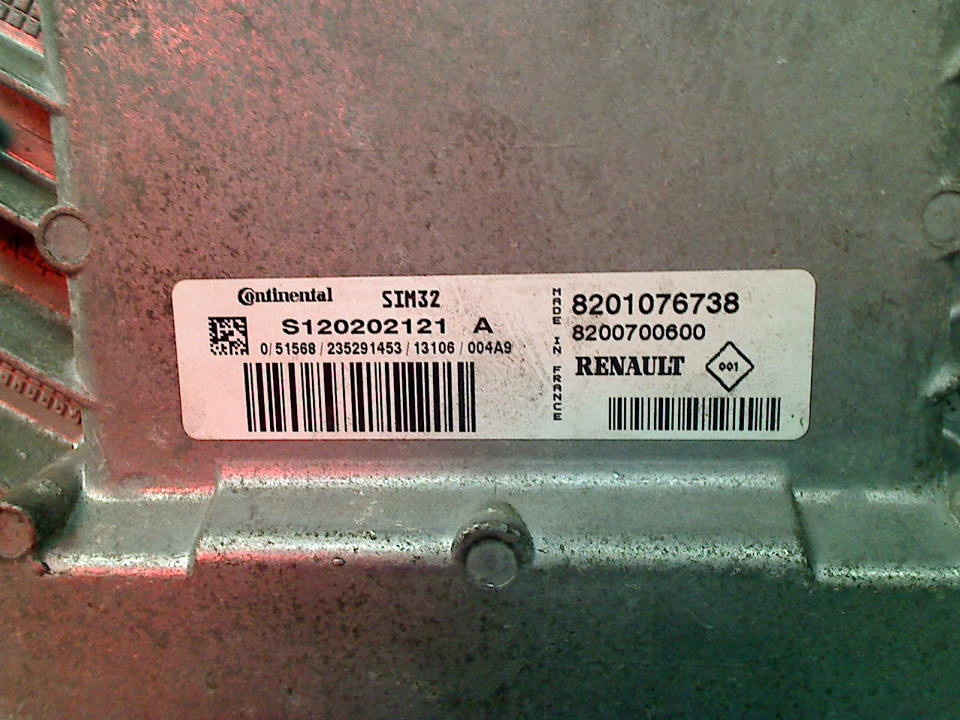 Continental SIM32
S120202121 A
0/51568/235291453/13106/004A9
MADE IN FRANCE
8201076738
8200700600
RENAULT 001